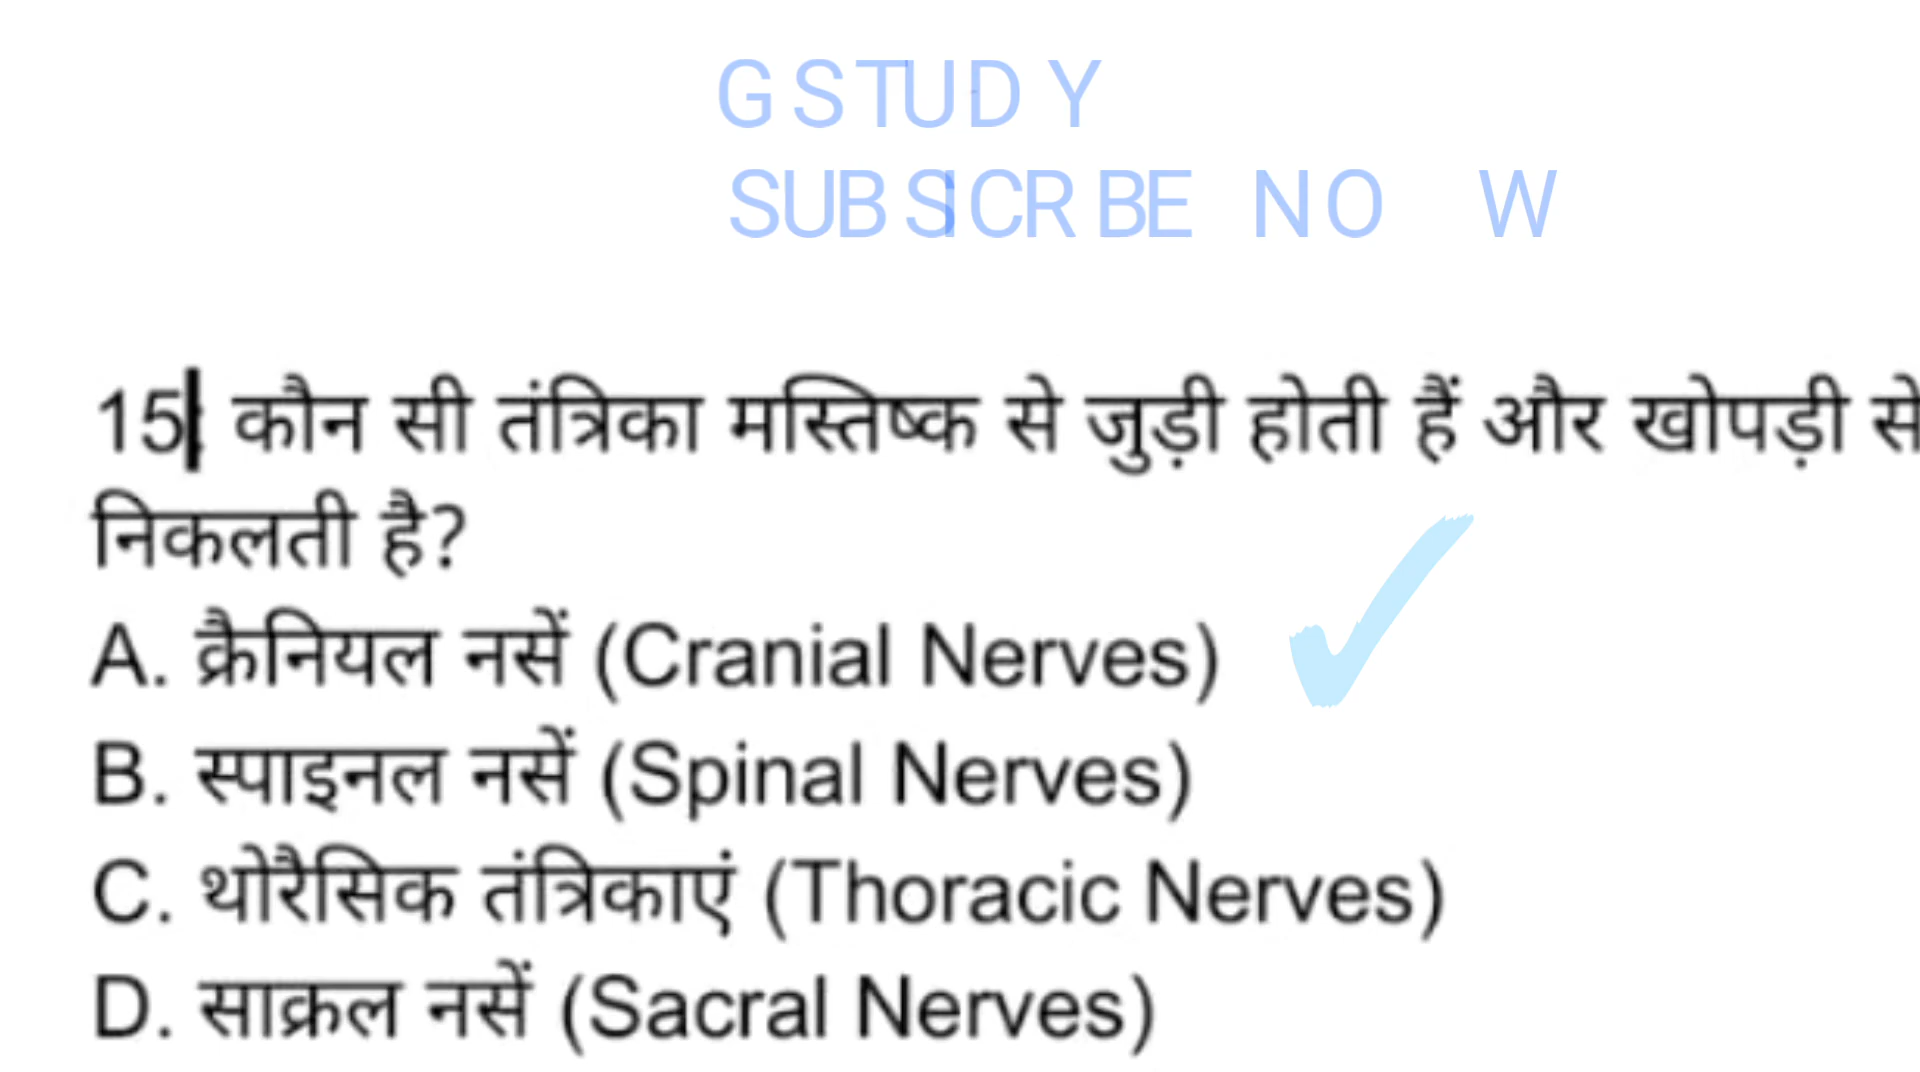 G STUD Y
SUB SICR BE NO W
15 कौन सी तंत्रिका मस्तिष्क से जुड़ी होती हैं और खोपड़ी से
निकलती है?
A. क्रैनियल नसें (Cranial Nerves)
B. स्पाइनल नसें (Spinal Nerves)
C. थोरैसिक तंत्रिकाएं (Thoracic Nerves)
D. साक्रल नसें (Sacral Nerves)